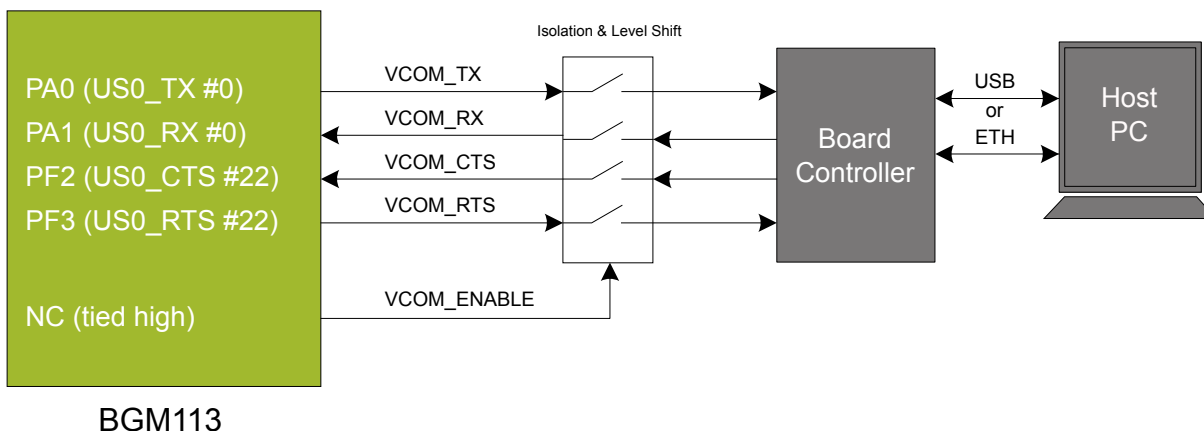 Isolation & Level Shift
PA0 (US0_TX #0)
VCOM_TX
PA1 (US0_RX #0)
VCOM_RX
PF2 (US0_CTS #22)
VCOM_CTS
PF3 (US0_RTS #22)
VCOM_RTS
NC (tied high)
VCOM_ENABLE
Board
Controller
USB
or
ETH
Host
PC
BGM113